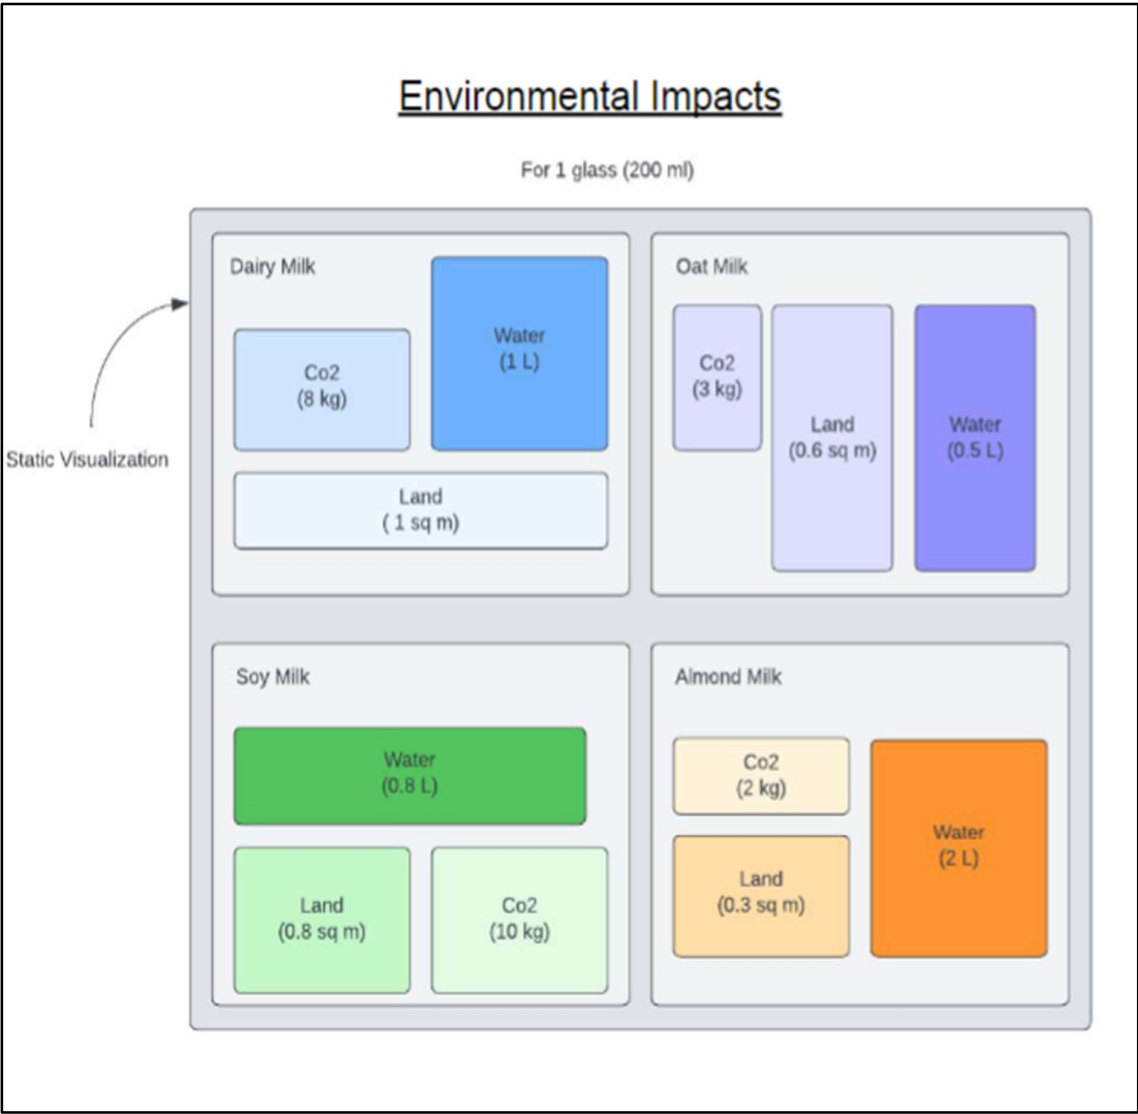 Environmental Impacts
For 1 glass (200 ml)
Static Visualization
Dairy Milk
Co2
(8 kg)
Water
(1 L)
Land
( 1 sq m)
Oat Milk
Co2
(3 kg)
Land
(0.6 sq m)
Water
(0.5 L)
Soy Milk
Water
(0.8 L)
Land
(0.8 sq m)
Co2
(10 kg)
Almond Milk
Co2
(2 kg)
Land
(0.3 sq m)
Water
(2 L)